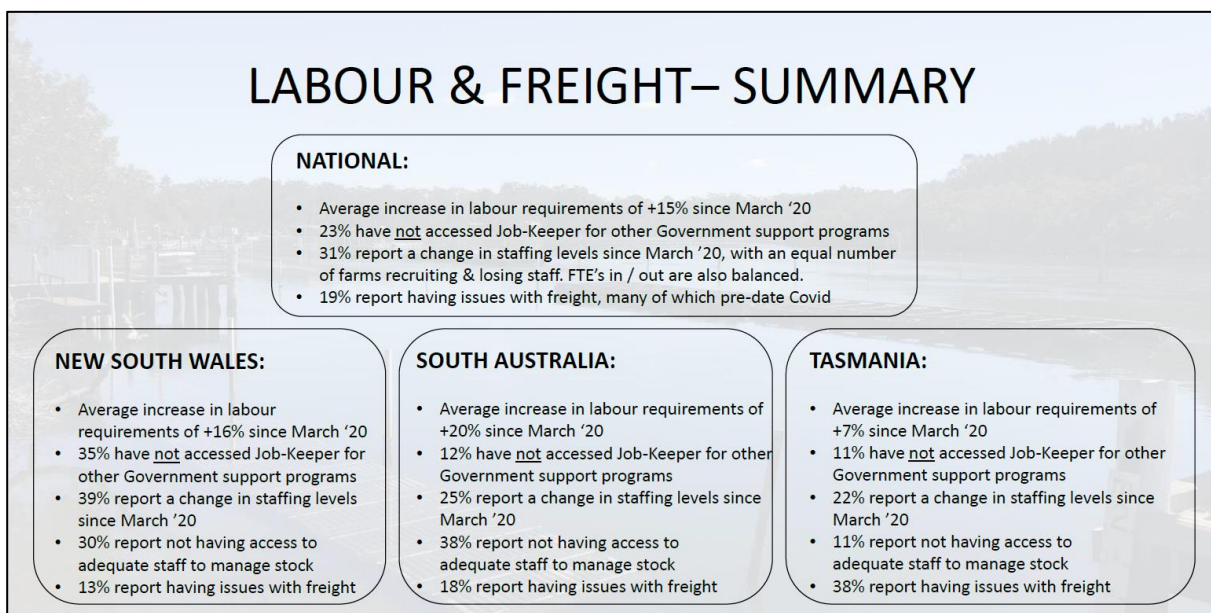 LABOUR & FREIGHT– SUMMARY
NATIONAL:
• Average increase in labour requirements of +15% since March ‘20
• 23% have not accessed Job-Keeper for other Government support programs
• 31% report a change in staffing levels since March ’20, with an equal number
of farms recruiting & losing staff. FTE’s in / out are also balanced.
• 19% report having issues with freight, many of which pre-date Covid
NEW SOUTH WALES:
• Average increase in labour
requirements of +16% since March ‘20
• 35% have not accessed Job-Keeper for
other Government support programs
• 39% report a change in staffing levels
since March ’20
• 30% report not having access to
adequate staff to manage stock
• 13% report having issues with freight
SOUTH AUSTRALIA:
• Average increase in labour requirements of
+20% since March ‘20
• 12% have not accessed Job-Keeper for other
Government support programs
• 25% report a change in staffing levels since
March ’20
• 38% report not having access to
adequate staff to manage stock
• 18% report having issues with freight
TASMANIA:
• Average increase in labour requirements of
+7% since March ‘20
• 11% have not accessed Job-Keeper for other
Government support programs
• 22% report a change in staffing levels since
March ’20
• 11% report not having access to
adequate staff to manage stock
• 38% report having issues with freight